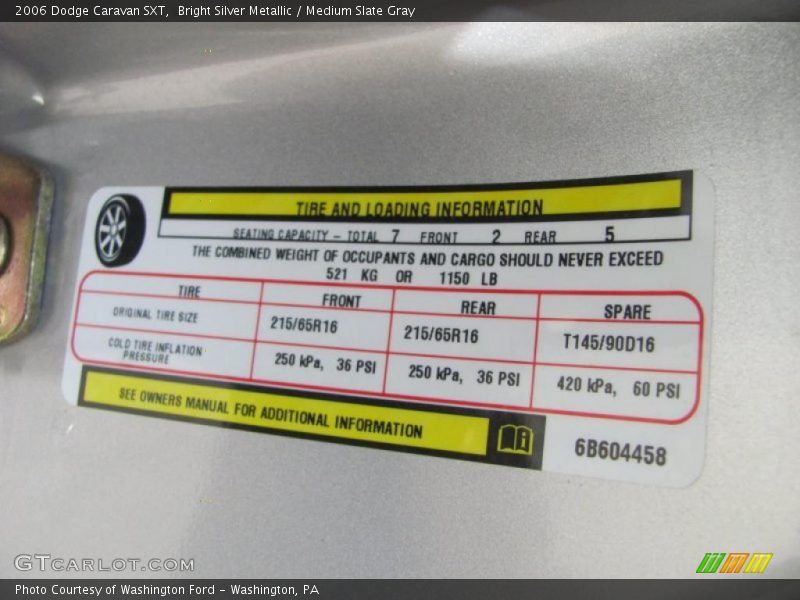 2006 Dodge Caravan SXT,  Bright Silver Metallic / Medium Slate Gray
TIRE AND LOADING INFORMATION
SEATING CAPACITY - TOTAL 7 FRONT 2 REAR 5
THE COMBINED WEIGHT OF OCCUPANTS AND CARGO SHOULD NEVER EXCEED
521 KG OR 1150 LB
TIRE FRONT REAR SPARE
ORIGINAL TIRE SIZE 215/65R16 215/65R16 T145/90D16
COLD TIRE INFLATION
PRESSURE 250 kPa, 36 PSI 250 kPa, 36 PSI 420 kPa, 60 PSI
SEE OWNERS MANUAL FOR ADDITIONAL INFORMATION
6B604458
GTCARLOT.COM
Photo Courtesy of Washington Ford - Washington, PA